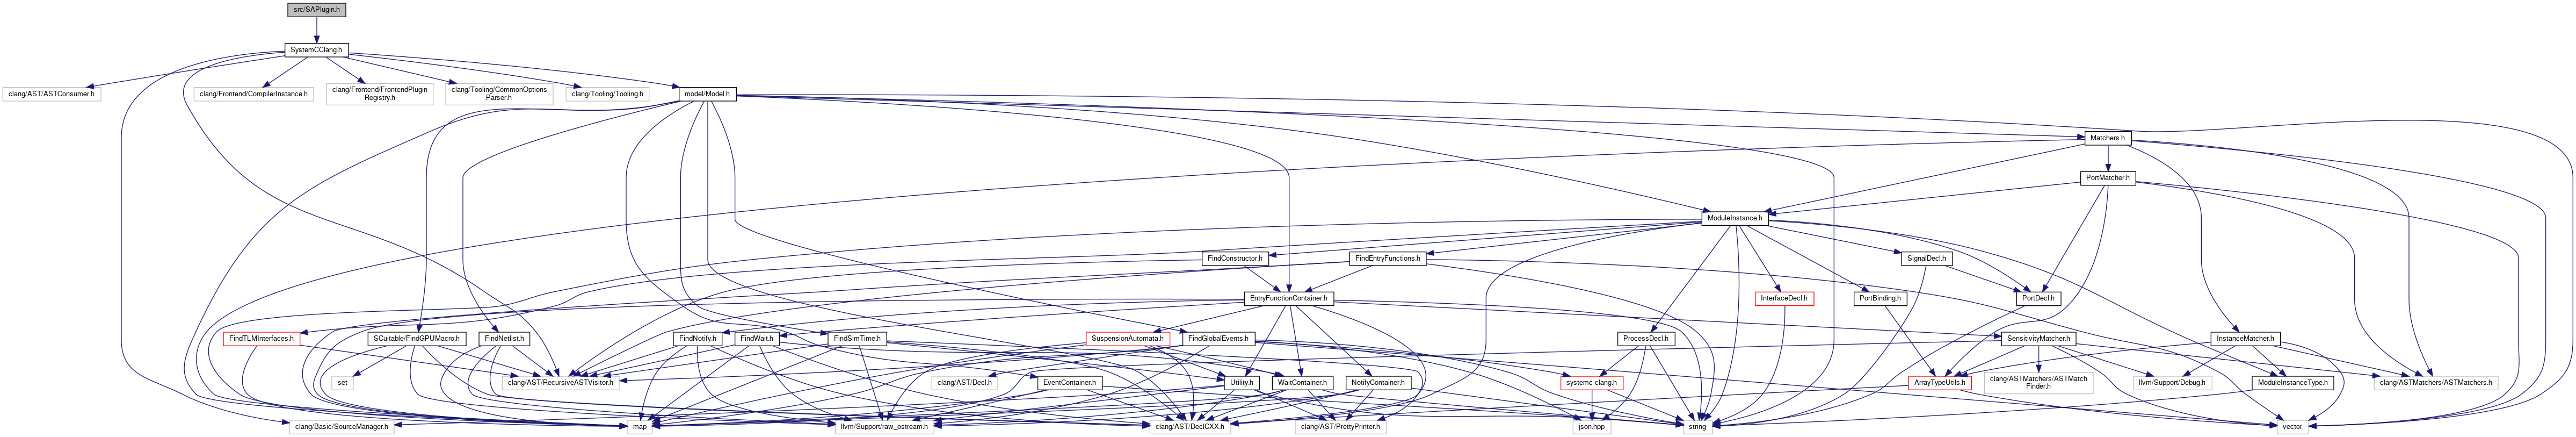 src/SAPlugin.h
SystemCClang.h
clang/AST/ASTConsumer.h
clang/Frontend/CompilerInstance.h
clang/Frontend/FrontendPlugin
Registry.h
clang/Tooling/CommonOptions
Parser.h
clang/Tooling/Tooling.h
model/Model.h
Matchers.h
PortMatcher.h
ModuleInstance.h
FindConstructor.h
FindEntryFunctions.h
SignalDecl.h
EntryFunctionContainer.h
InterfaceDecl.h
PortBinding.h
PortDecl.h
FindTLMInterfaces.h
SCuitable/FindGPUMacro.h
FindNetlist.h
FindNotify.h
FindWait.h
FindSimTime.h
SuspensionAutomata.h
FindGlobalEvents.h
ProcessDecl.h
SensitivityMatcher.h
InstanceMatcher.h
set
clang/AST/RecursiveASTVisitor.h
clang/AST/Decl.h
EventContainer.h
Utility.h
WaitContainer.h
NotifyContainer.h
systemc-clang.h
ArrayTypeUtils.h
clang/ASTMatchers/ASTMatch
Finder.h
llvm/Support/Debug.h
ModuleInstanceType.h
clang/ASTMatchers/ASTMatchers.h
clang/Basic/SourceManager.h
map
llvm/Support/raw_ostream.h
clang/AST/DeclCXX.h
clang/AST/PrettyPrinter.h
json.hpp
string
vector